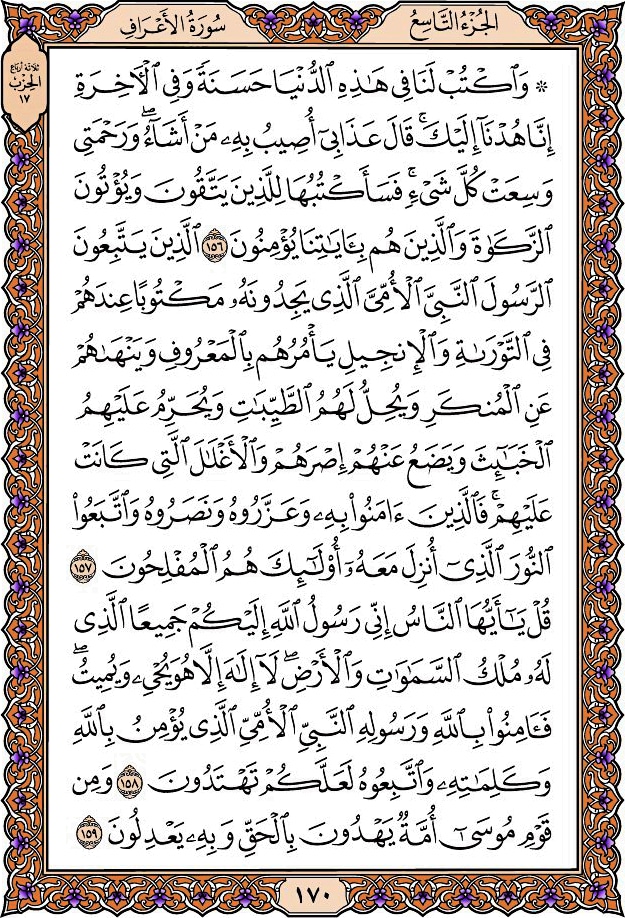 الجُزْءُ التَّاسِعُ
سُورَةُ الأَعْرَافِ
ثَلَاثَةُ أَرْبَاعِ
الحِزْبِ
١٧
۞ وَٱكْتُبْ لَنَا فِى هَٰذِهِ ٱلدُّنْيَا حَسَنَةً وَفِى ٱلْأَخِرَةِ
إِنَّا هُدْنَآ إِلَيْكَ ۚ قَالَ عَذَابِىٓ أُصِيبُ بِهِۦ مَنْ أَشَآءُ ۖ وَرَحْمَتِى
وَسِعَتْ كُلَّ شَىْءٍ ۚ فَسَأَكْتُبُهَا لِلَّذِينَ يَتَّقُونَ وَيُؤْتُونَ
ٱلزَّكَوٰةَ وَٱلَّذِينَ هُم بِـَٔايَٰتِنَا يُؤْمِنُونَ ١٥٦ ٱلَّذِينَ يَتَّبِعُونَ
ٱلرَّسُولَ ٱلنَّبِىَّ ٱلْأُمِّىَّ ٱلَّذِى يَجِدُونَهُۥ مَكْتُوبًا عِندَهُمْ
فِى ٱلتَّوْرَىٰةِ وَٱلْإِنجِيلِ يَأْمُرُهُم بِٱلْمَعْرُوفِ وَيَنْهَىٰهُمْ
عَنِ ٱلْمُنكَرِ وَيُحِلُّ لَهُمُ ٱلطَّيِّبَٰتِ وَيُحَرِّمُ عَلَيْهِمُ
ٱلْخَبَٰٓئِثَ وَيَضَعُ عَنْهُمْ إِصْرَهُمْ وَٱلْأَغْلَٰلَ ٱلَّتِى كَانَتْ
عَلَيْهِمْ ۚ فَٱلَّذِينَ ءَامَنُوا۟ بِهِۦ وَعَزَّرُوهُ وَنَصَرُوهُ وَٱتَّبَعُوا۟
ٱلنُّورَ ٱلَّذِىٓ أُنزِلَ مَعَهُۥٓ أُو۟لَٰٓئِكَ هُمُ ٱلْمُفْلِحُونَ ١٥٧
قُلْ يَٰٓأَيُّهَا ٱلنَّاسُ إِنِّى رَسُولُ ٱللَّهِ إِلَيْكُمْ جَمِيعًا ٱلَّذِى
لَهُۥ مُلْكُ ٱلسَّمَٰوَٰتِ وَٱلْأَرْضِ ۖ لَآ إِلَٰهَ إِلَّا هُوَ يُحْىِۦ وَيُمِيتُ ۖ
فَـَٔامِنُوا۟ بِٱللَّهِ وَرَسُولِهِ ٱلنَّبِىِّ ٱلْأُمِّىِّ ٱلَّذِى يُؤْمِنُ بِٱللَّهِ
وَكَلِمَٰتِهِۦ وَٱتَّبِعُوهُ لَعَلَّكُمْ تَهْتَدُونَ ١٥٨ وَمِن
قَوْمِ مُوسَىٰٓ أُمَّةٌ يَهْدُونَ بِٱلْحَقِّ وَبِهِۦ يَعْدِلُونَ ١٥٩
١٧٠